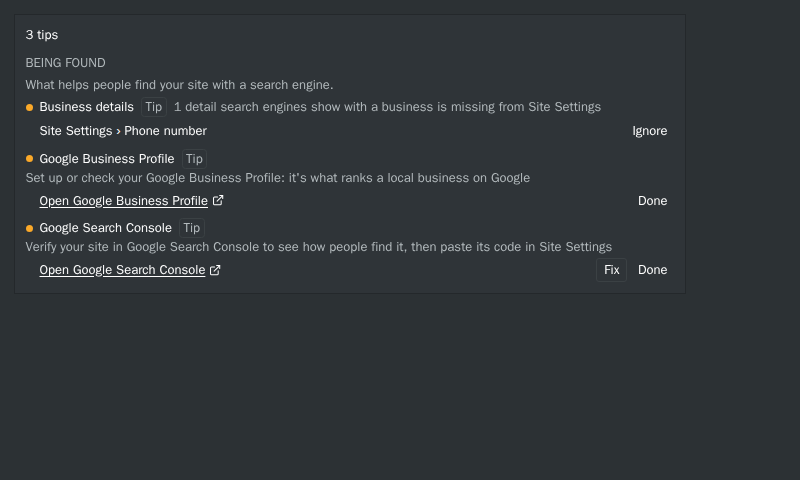 3 tips
BEING FOUND
What helps people find your site with a search engine.
Business details Tip 1 detail search engines show with a business is missing from Site Settings
Site Settings › Phone number Ignore
Google Business Profile Tip
Set up or check your Google Business Profile: it's what ranks a local business on Google
Open Google Business Profile Done
Google Search Console Tip
Verify your site in Google Search Console to see how people find it, then paste its code in Site Settings
Open Google Search Console Fix Done